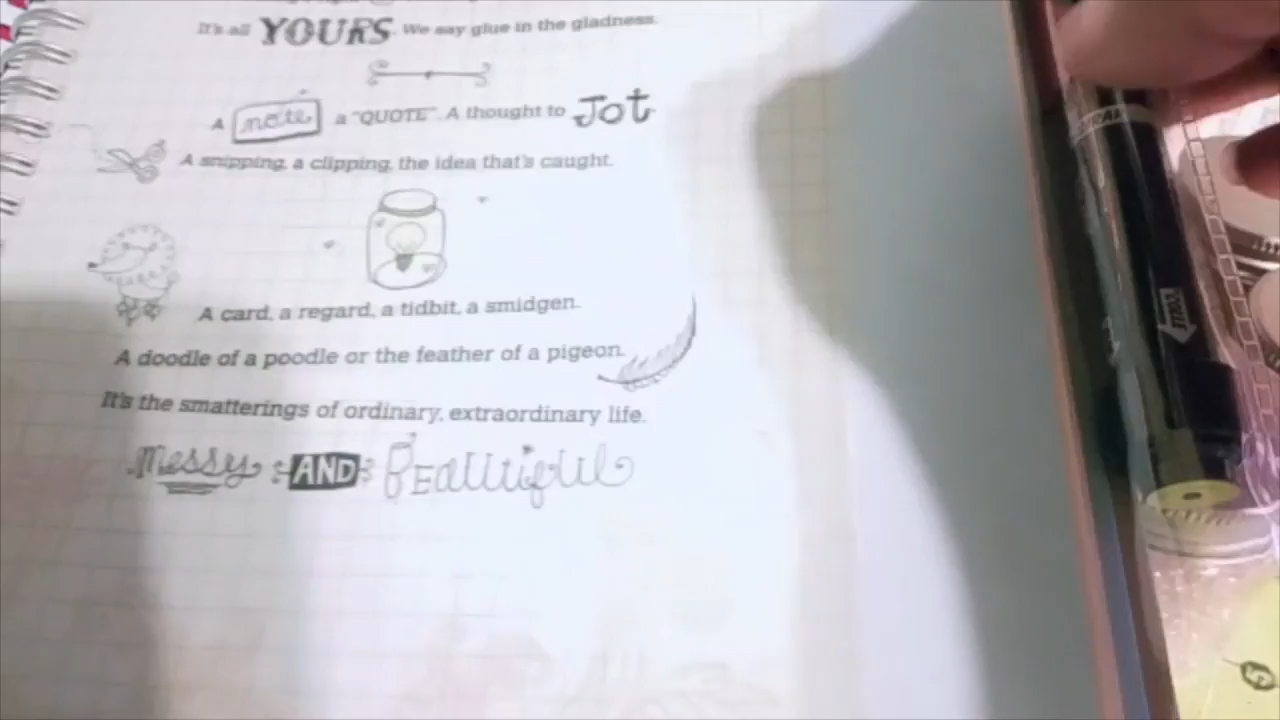 It's all YOURS. We say glue in the gladness.
A note, a "QUOTE". A thought to JOT.
A snipping, a clipping, the idea that's caught.
A card, a regard, a tidbit, a smidgen.
A doodle of a poodle or the feather of a pigeon.
It's the smatterings of ordinary, extraordinary life.
messy AND BEAUTIFUL